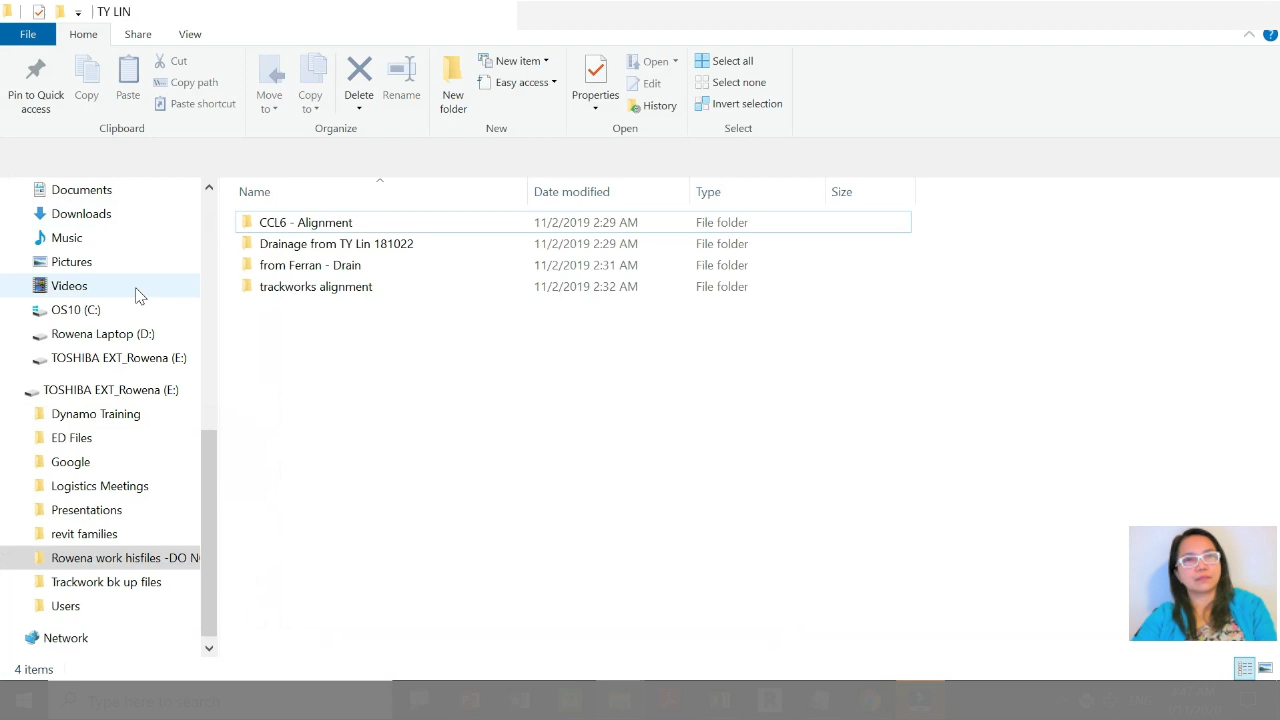 TY LIN
File Home Share View
Pin to Quick access
Copy
Paste
Cut
Copy path
Paste shortcut
Clipboard
Move to
Copy to
Delete
Rename
Organize
New folder
New item
Easy access
New
Properties
Open
Edit
History
Open
Select all
Select none
Invert selection
Select
Documents
Downloads
Music
Pictures
Videos
OS10 (C:)
Rowena Laptop (D:)
TOSHIBA EXT_Rowena (E:)
TOSHIBA EXT_Rowena (E:)
Dynamo Training
ED Files
Google
Logistics Meetings
Presentations
revit families
Rowena work hisfiles -DO N
Trackwork bk up files
Users
Network
Name Date modified Type Size
CCL6 - Alignment 11/2/2019 2:29 AM File folder
Drainage from TY Lin 181022 11/2/2019 2:29 AM File folder
from Ferran - Drain 11/2/2019 2:31 AM File folder
trackworks alignment 11/2/2019 2:32 AM File folder
4 items
Type here to search
ENG